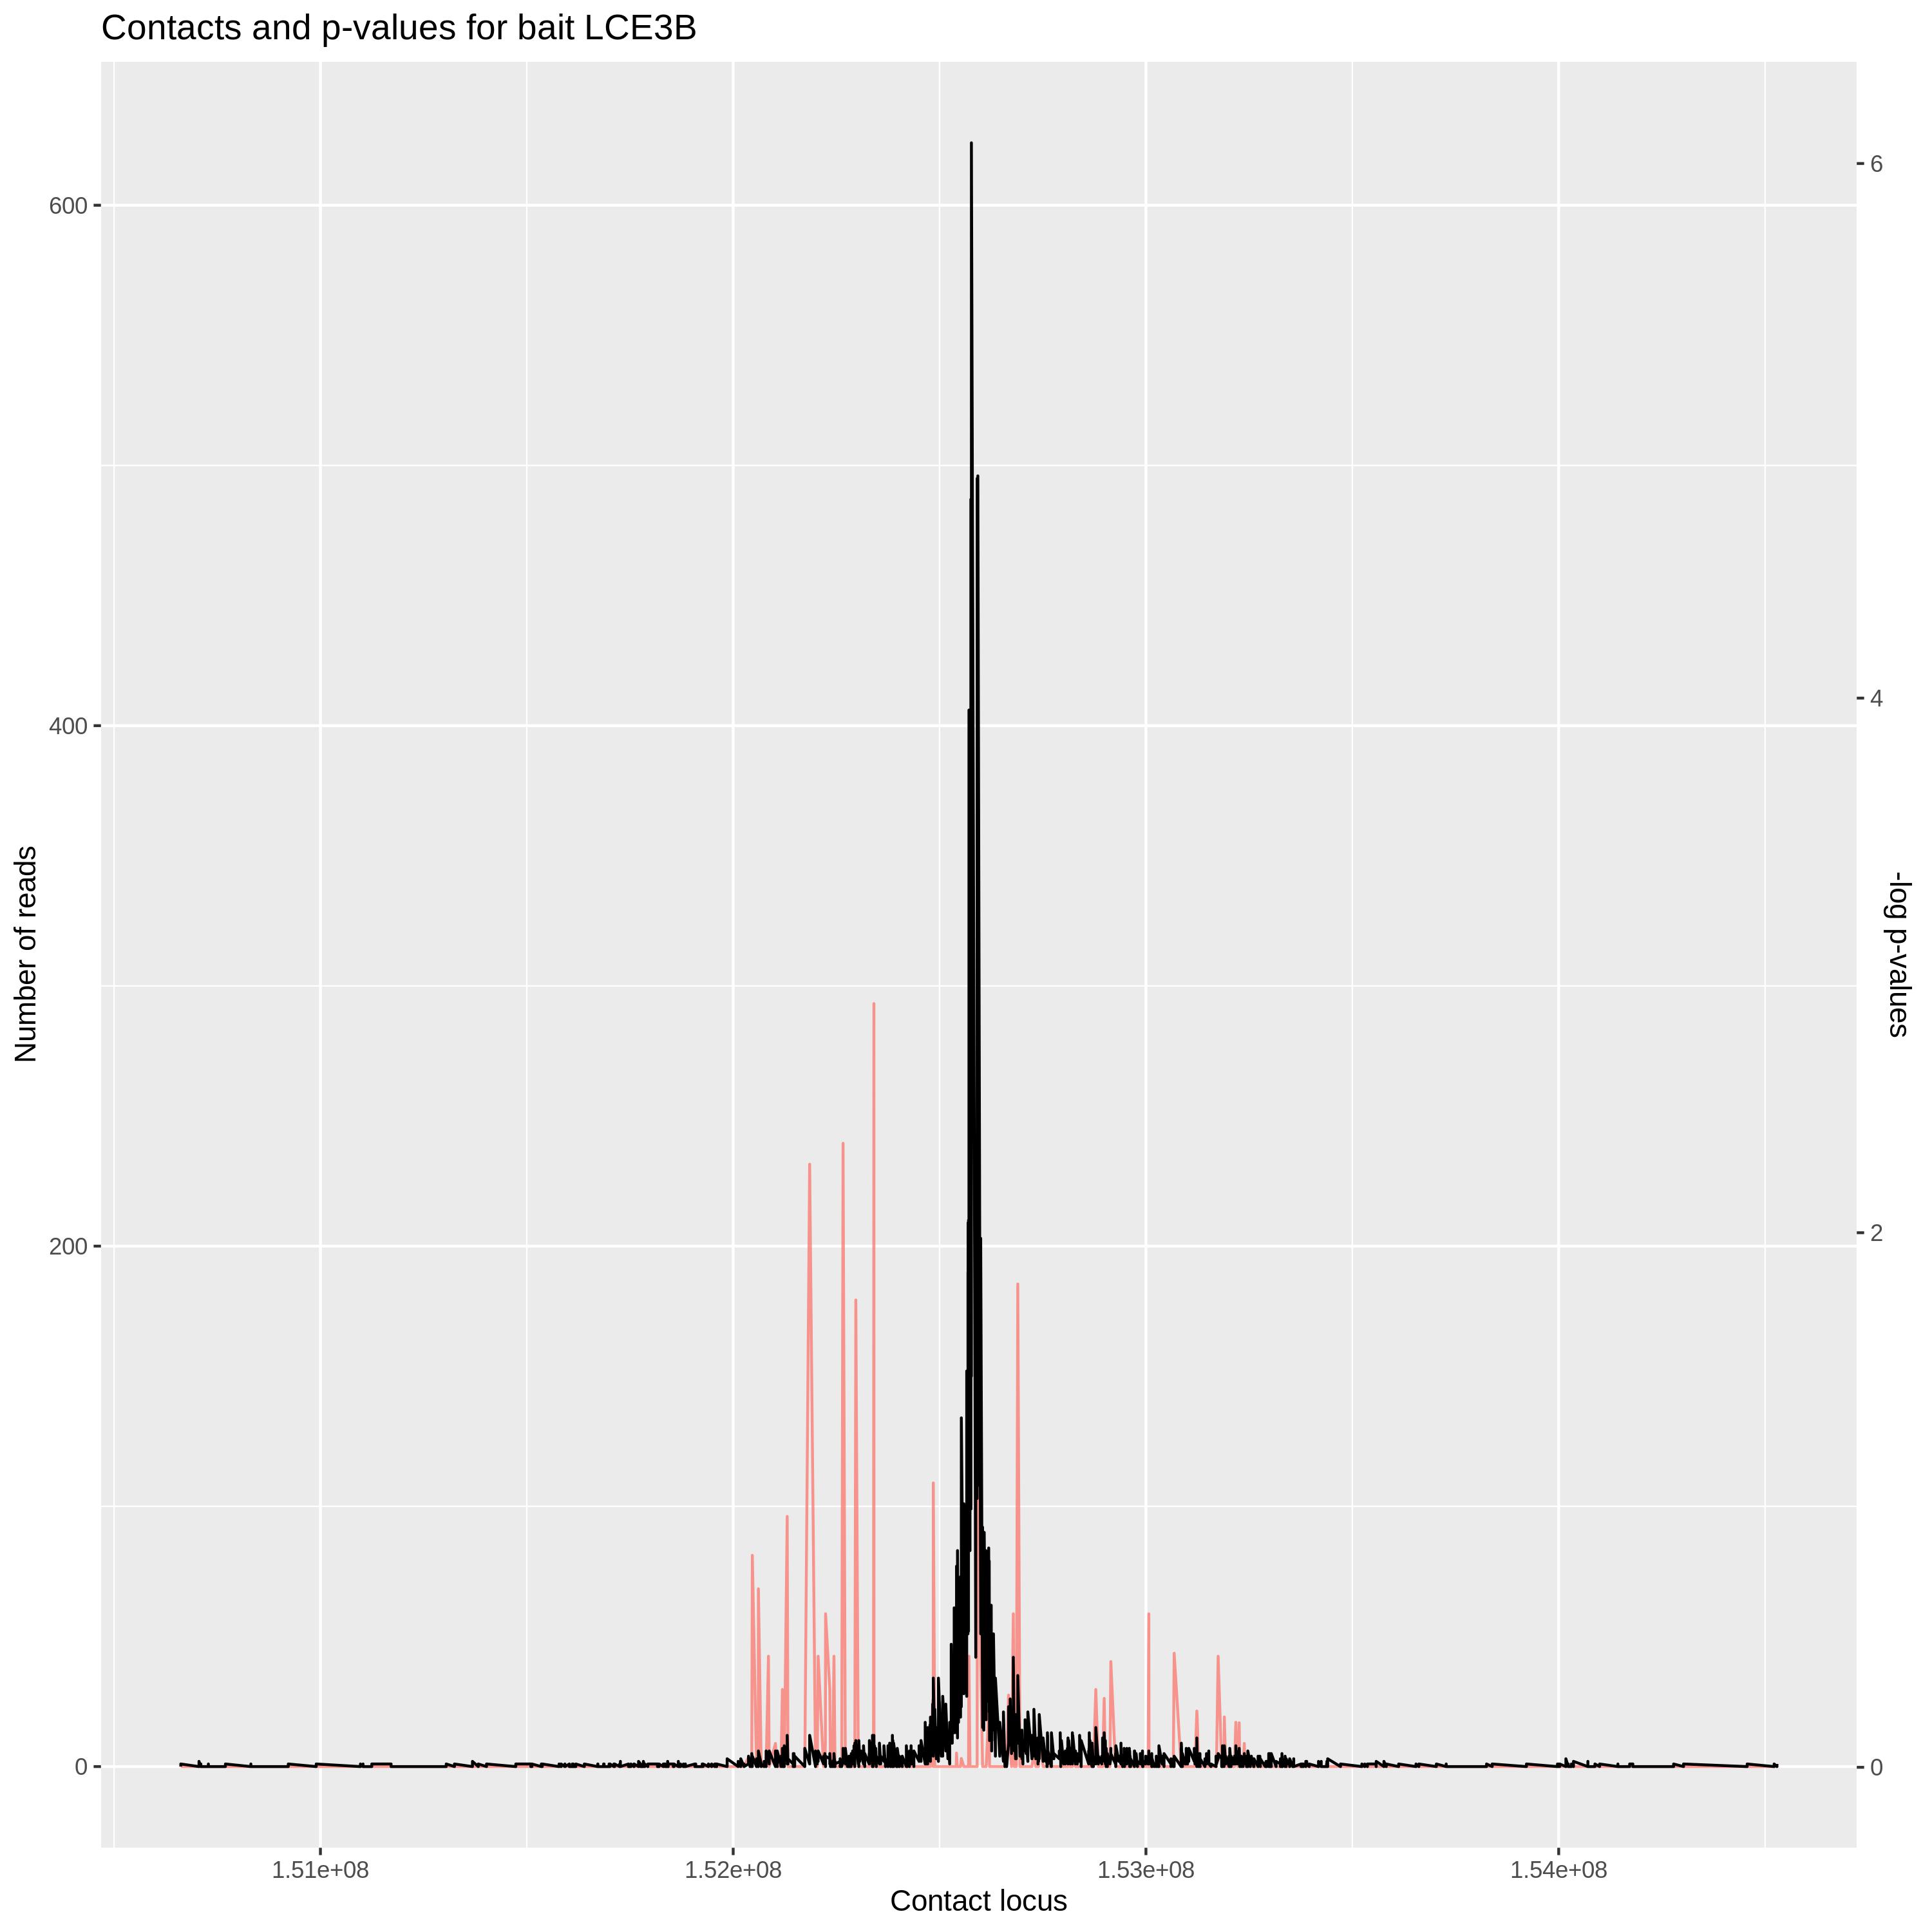 Contacts and p-values for bait LCE3B
Number of reads
600
400
200
0
6
4
2
0
-log p-values
1.51e+08
1.52e+08
1.53e+08
1.54e+08
Contact locus